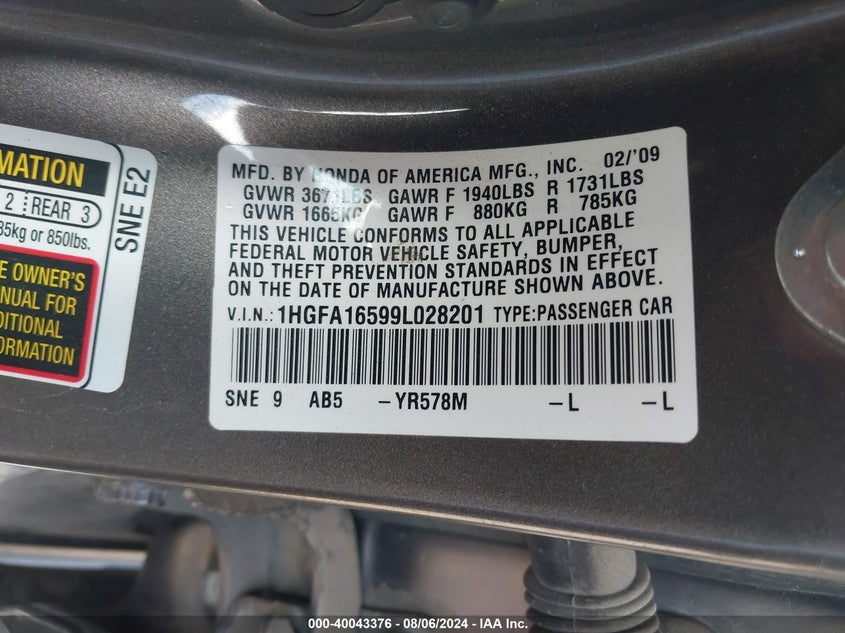 MATION
2 REAR 3
85kg or 850lbs.
E OWNER'S
NUAL FOR
DITIONAL
ORMATION
SNE E2
MFD. BY HONDA OF AMERICA MFG., INC. 02/'09
GVWR GAWR F 1940LBS R 1731LBS
GVWR GAWR F 880KG R 785KG
THIS VEHICLE CONFORMS TO ALL APPLICABLE
FEDERAL MOTOR VEHICLE SAFETY, BUMPER,
AND THEFT PREVENTION STANDARDS IN EFFECT
ON THE DATE OF MANUFACTURE SHOWN ABOVE.
V.I.N.: 1HGFA16599L028201 TYPE:PASSENGER CAR
SNE 9 AB5 -YR578M -L -L
000-40043376 - 08/06/2024 - IAA Inc.